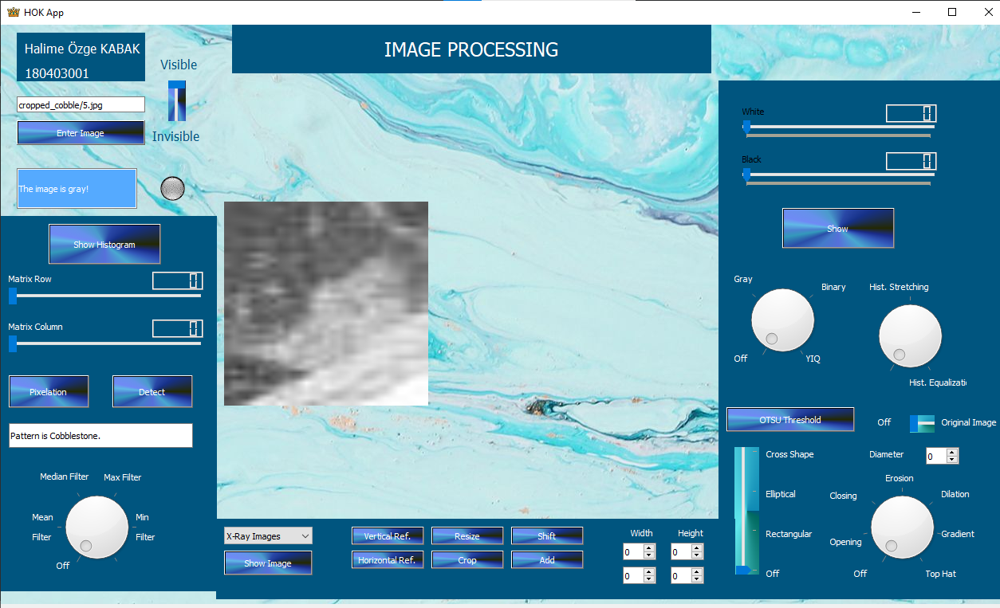 HOK App
Halime Özge KABAK
180403001
IMAGE PROCESSING
Visible
Invisible
cropped_cobble/5.jpg
Enter Image
The image is gray!
Show Histogram
Matrix Row
0
Matrix Column
0
Pixelation
Detect
Pattern is Cobblestone.
Median Filter
Max Filter
Mean
Filter
Min
Filter
Off
X-Ray Images
Show Image
Vertical Ref.
Resize
Shift
Horizontal Ref.
Crop
Add
Width
Height
0
0
0
0
White
0
Black
0
Show
Gray
Binary
Off
YIQ
Hist. Stretching
Hist. Equalizati
OTSU Threshold
Off
Original Image
Cross Shape
Elliptical
Rectangular
Off
Diameter
0
Erosion
Closing
Dilation
Opening
Gradient
Off
Top Hat